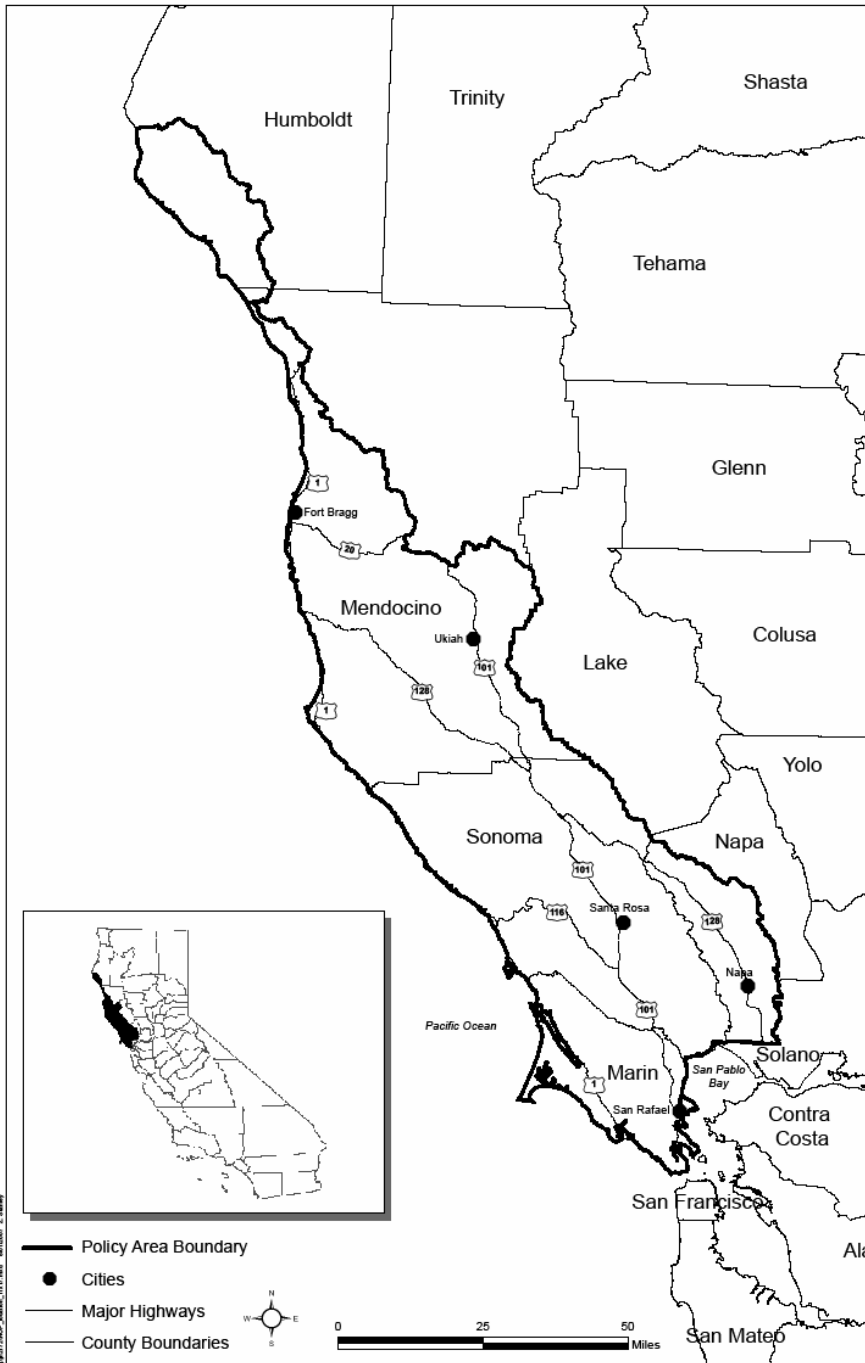 Shasta
Trinity
Humboldt
Tehama
Glenn
1
Fort Bragg
20
Mendocino
Colusa
Ukiah
Lake
101
128
1
Yolo
Sonoma
Napa
101
Santa Rosa
116
128
Napa
101
Pacific Ocean
Solano
San Pablo
Bay
Marin
1
San Rafael
Contra
Costa
San Francisco
Ala
San Mateo
Policy Area Boundary
Cities
Major Highways
County Boundaries
N
W
E
S
0
25
50
Miles